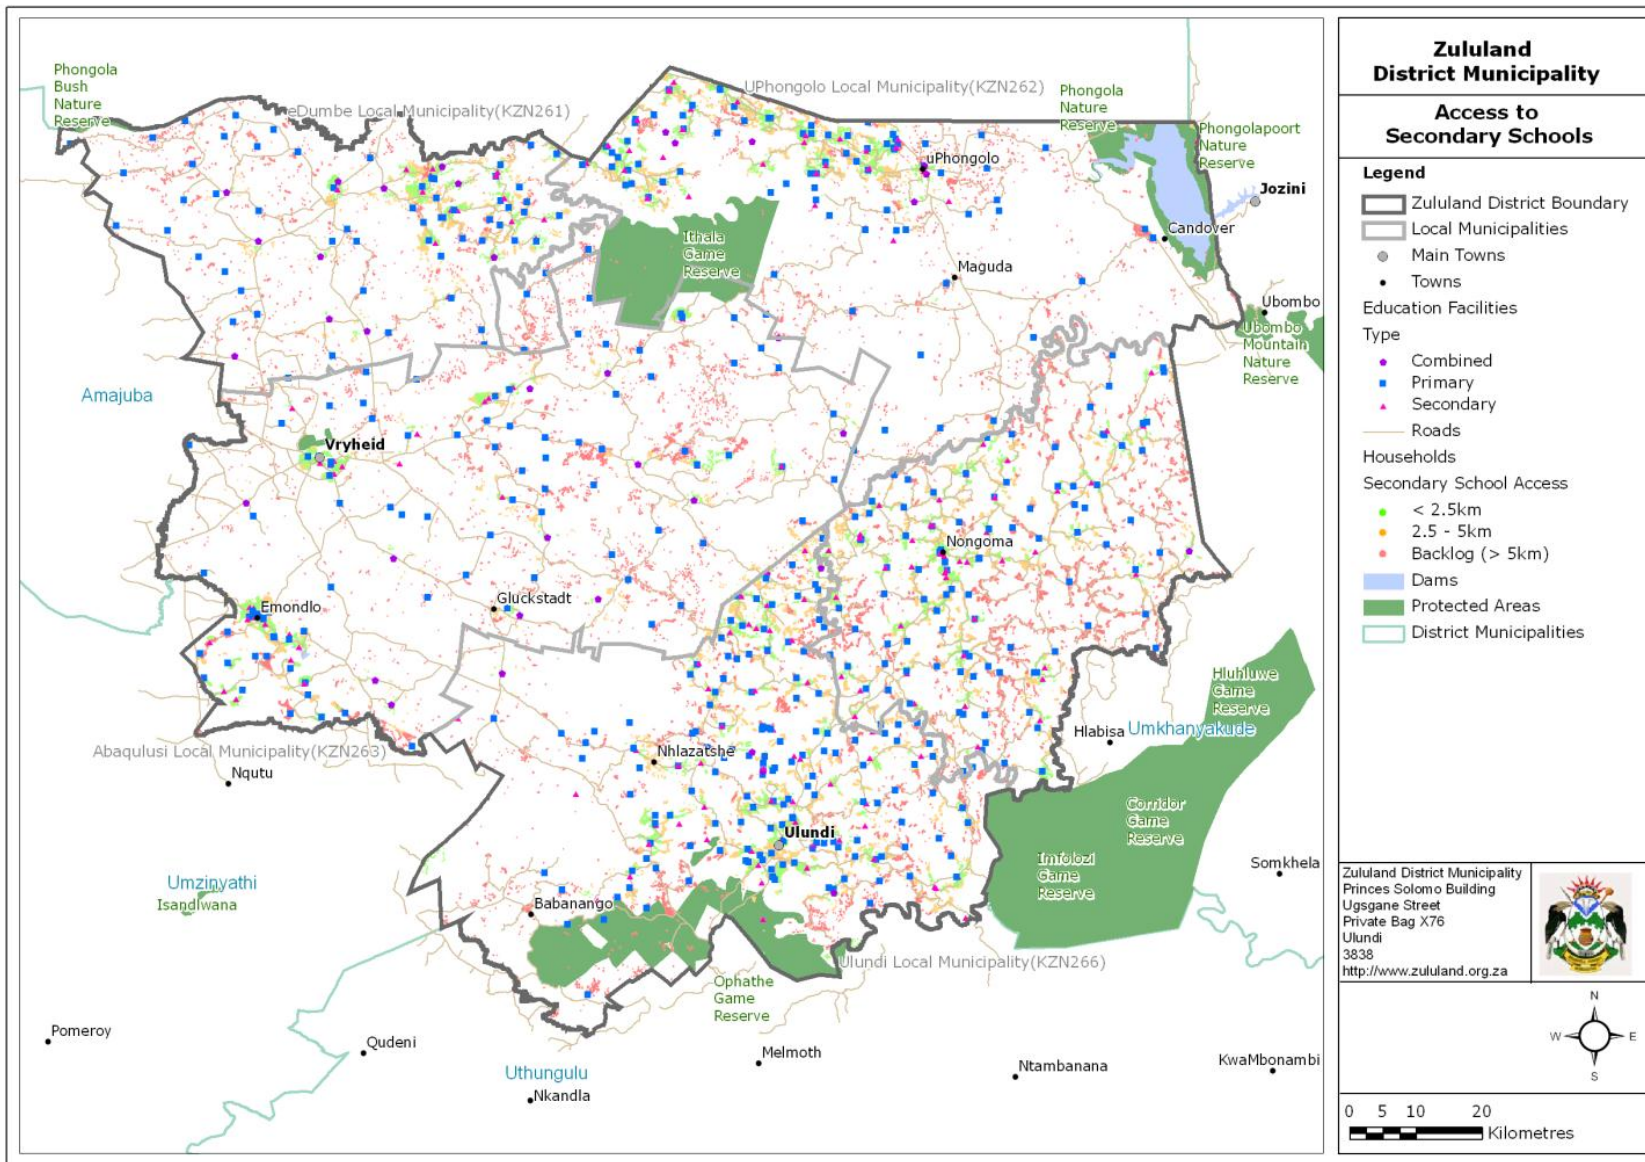 Phongola
Bush
Nature
Reserve
eDumbe Local Municipality(KZN261)
UPhongolo Local Municipality(KZN262)
Phongola
Nature
Reserve
Phongolapoort
Nature
Reserve
uPhongolo
Jozini
Candover
Ithala
Game
Reserve
Maguda
Ubombo
Ubombo
Mountain
Nature
Reserve
Amajuba
Vryheid
Nongoma
Emondlo
Gluckstadt
Hluhluwe
Game
Reserve
Hlabisa
Umkhanyakude
Abaqulusi Local Municipality(KZN263)
Nqutu
Nhlazatshe
Corridor
Game
Reserve
Ulundi
Imfolozi
Game
Reserve
Somkhela
Umzinyathi
Isandlwana
Babanango
Ulundi Local Municipality(KZN266)
Ophathe
Game
Reserve
Pomeroy
Qudeni
Melmoth
Uthungulu
Nkandla
Ntambanana
KwaMbonambi
Zululand
District Municipality
Access to
Secondary Schools
Legend
Zululand District Boundary
Local Municipalities
Main Towns
Towns
Education Facilities
Type
Combined
Primary
Secondary
Roads
Households
Secondary School Access
< 2.5km
2.5 - 5km
Backlog (> 5km)
Dams
Protected Areas
District Municipalities
Zululand District Municipality
Princes Solomo Building
Ugsgane Street
Private Bag X76
Ulundi
3838
http://www.zululand.org.za
N
W E
S
0 5 10 20
Kilometres